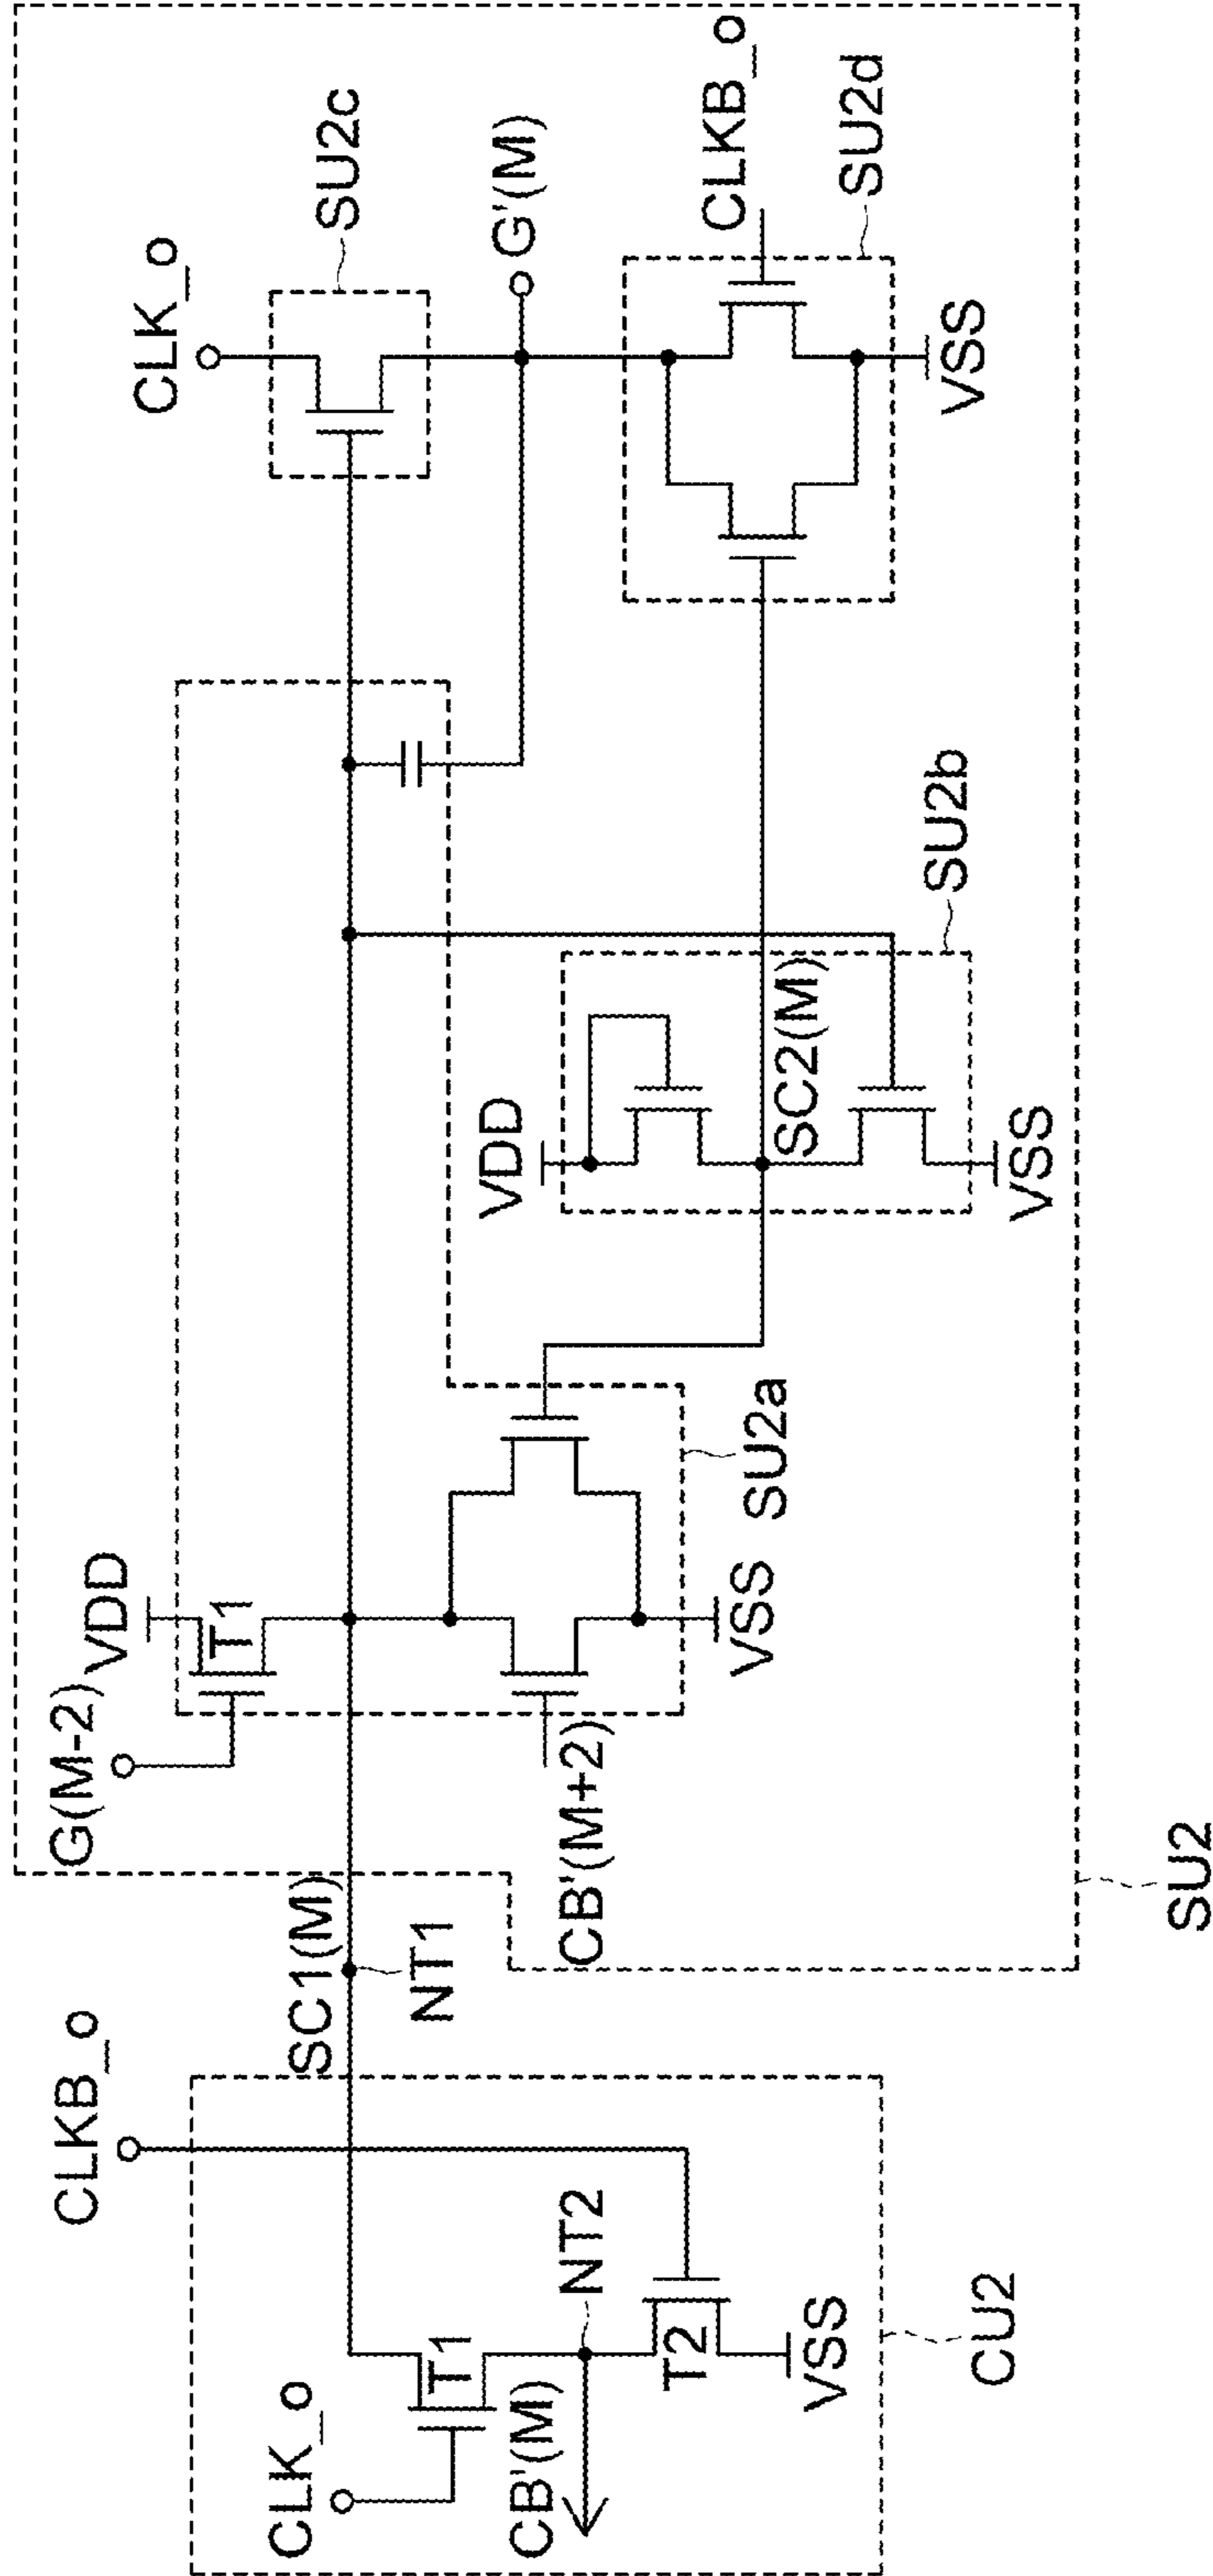 CLK_o
CB'(M)
T1
NT2
T2
VSS
CLKB_o
CU2
SC1(M)
NT1
G(M-2)
VDD
T1
CB'(M+2)
VSS
SU2a
VDD
SC2(M)
VSS
SU2b
CLK_o
SU2c
G'(M)
CLKB_o
SU2d
VSS
SU2